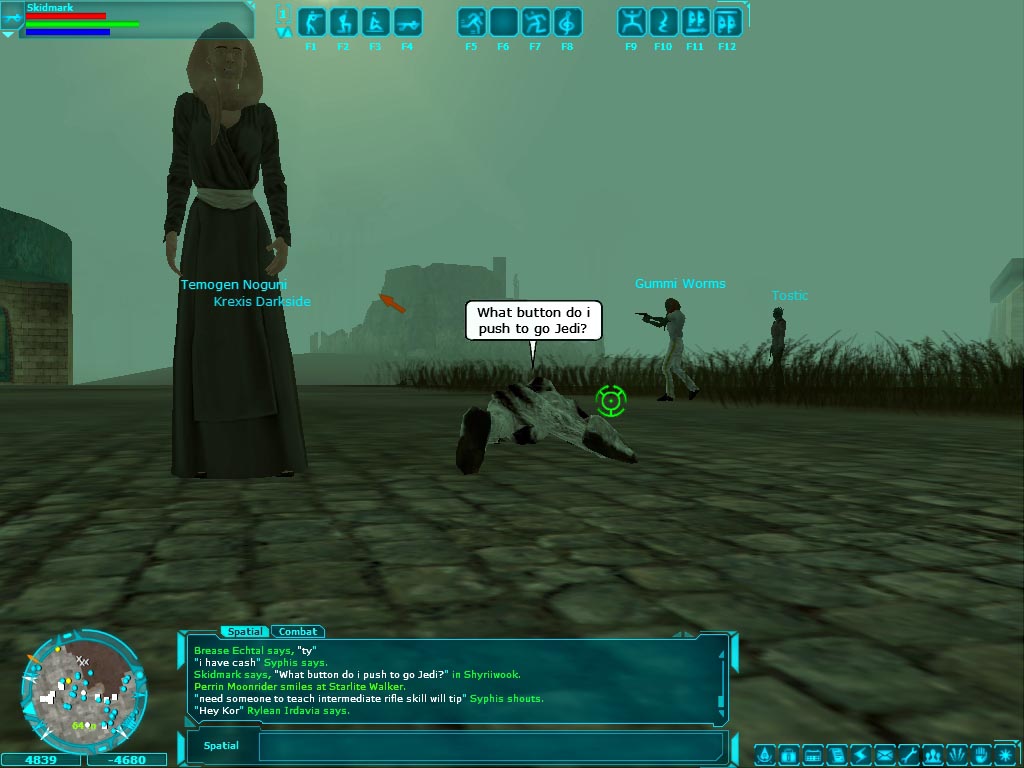 Skidmark
1
F1 F2 F3 F4 F5 F6 F7 F8 F9 F10 F11 F12
Temogen Noguni
Krexis Darkside
What button do i
push to go Jedi?
Gummi Worms
Tostic
Spatial Combat
Brease Echtal says, "ty"
"i have cash" Syphis says.
Skidmark says, "What button do i push to go Jedi?" in Shyriiwook.
Perrin Moonrider smiles at Starlite Walker.
"need someone to teach intermediate rifle skill will tip" Syphis shouts.
"Hey Kor" Rylean Irdavia says.
Spatial
4839 -4680